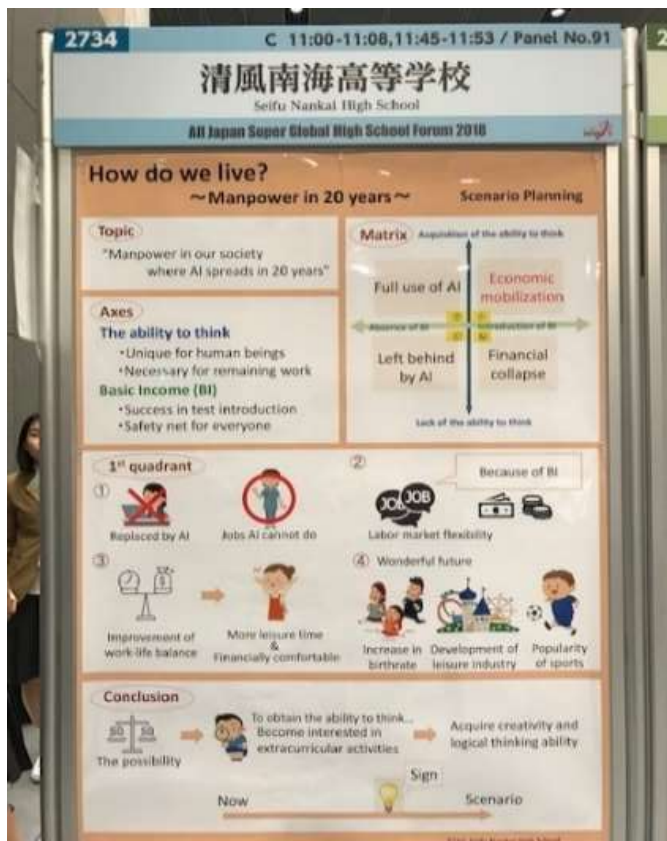 2734
C 11:00-11:08,11:45-11:53 / Panel No.91
2
清風南海高等学校
Seifu Nankai High School
All Japan Super Global High School Forum 2018
How do we live?
～Manpower in 20 years～
Scenario Planning
Topic
"Manpower in our society
where AI spreads in 20 years"
Axes
The ability to think
・Unique for human beings
・Necessary for remaining work
Basic Income (BI)
・Success in test introduction
・Safety net for everyone
Matrix
Acquisition of the ability to think
Full use of AI
Economic
mobilization
Absence of BI
Introduction of BI
Left behind
by AI
Financial
collapse
Lack of the ability to think
1st quadrant
①
Replaced by AI
Jobs AI cannot do
②
Because of BI
JOB
JOB
Labor market flexibility
③
Improvement of
work-life balance
More leisure time
&
Financially comfortable
④ Wonderful future
Increase in
birthrate
Development of
leisure industry
Popularity
of sports
Conclusion
50
50
The possibility
To obtain the ability to think...
Become interested in
extracurricular activities
Acquire creativity and
logical thinking ability
Sign
Now
Scenario